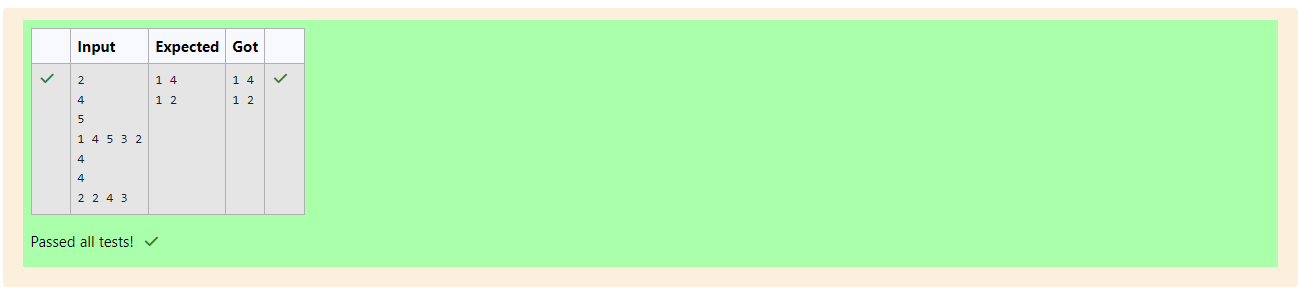 Input Expected Got
2 1 4 1 4
4 1 2 1 2
5
1 4 5 3 2
4
4
2 2 4 3
Passed all tests!